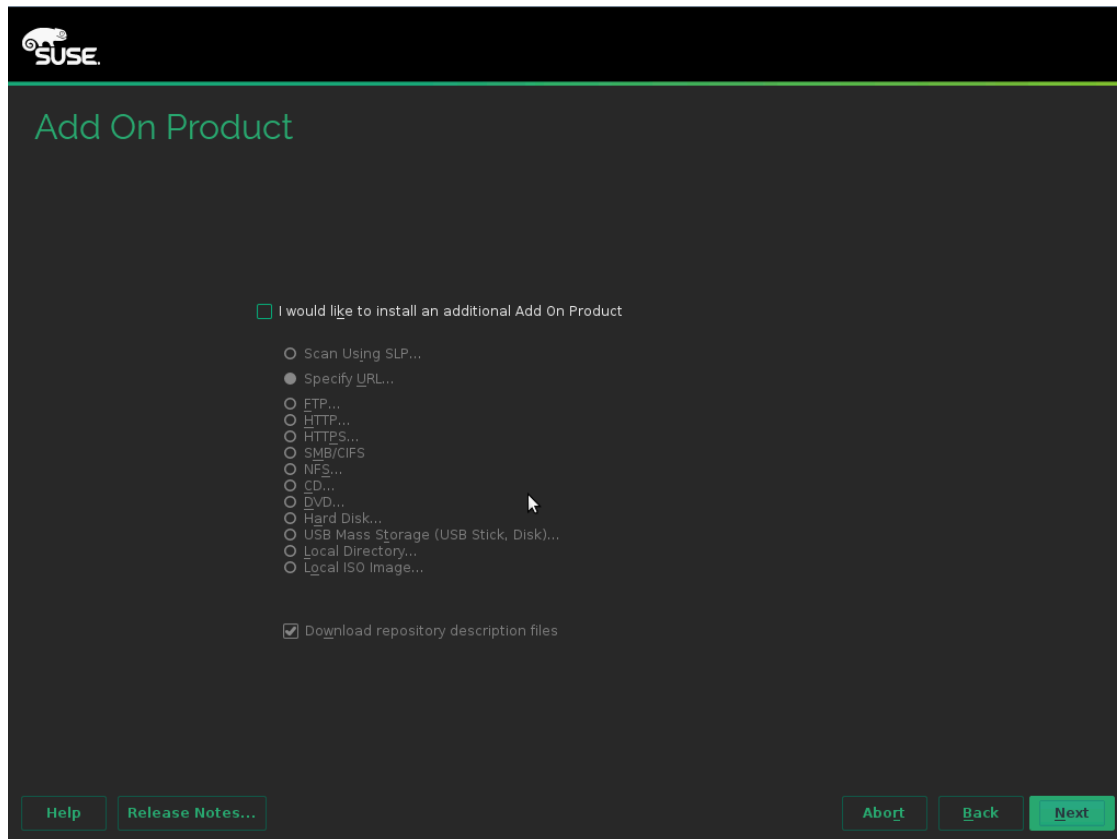 SUSE.
Add On Product
I would like to install an additional Add On Product
Scan Using SLP...
Specify URL...
FTP...
HTTP...
HTTPS...
SMB/CIFS
NFS...
CD...
DVD...
Hard Disk...
USB Mass Storage (USB Stick, Disk)...
Local Directory...
Local ISO Image...
Download repository description files
Help Release Notes... Abort Back Next